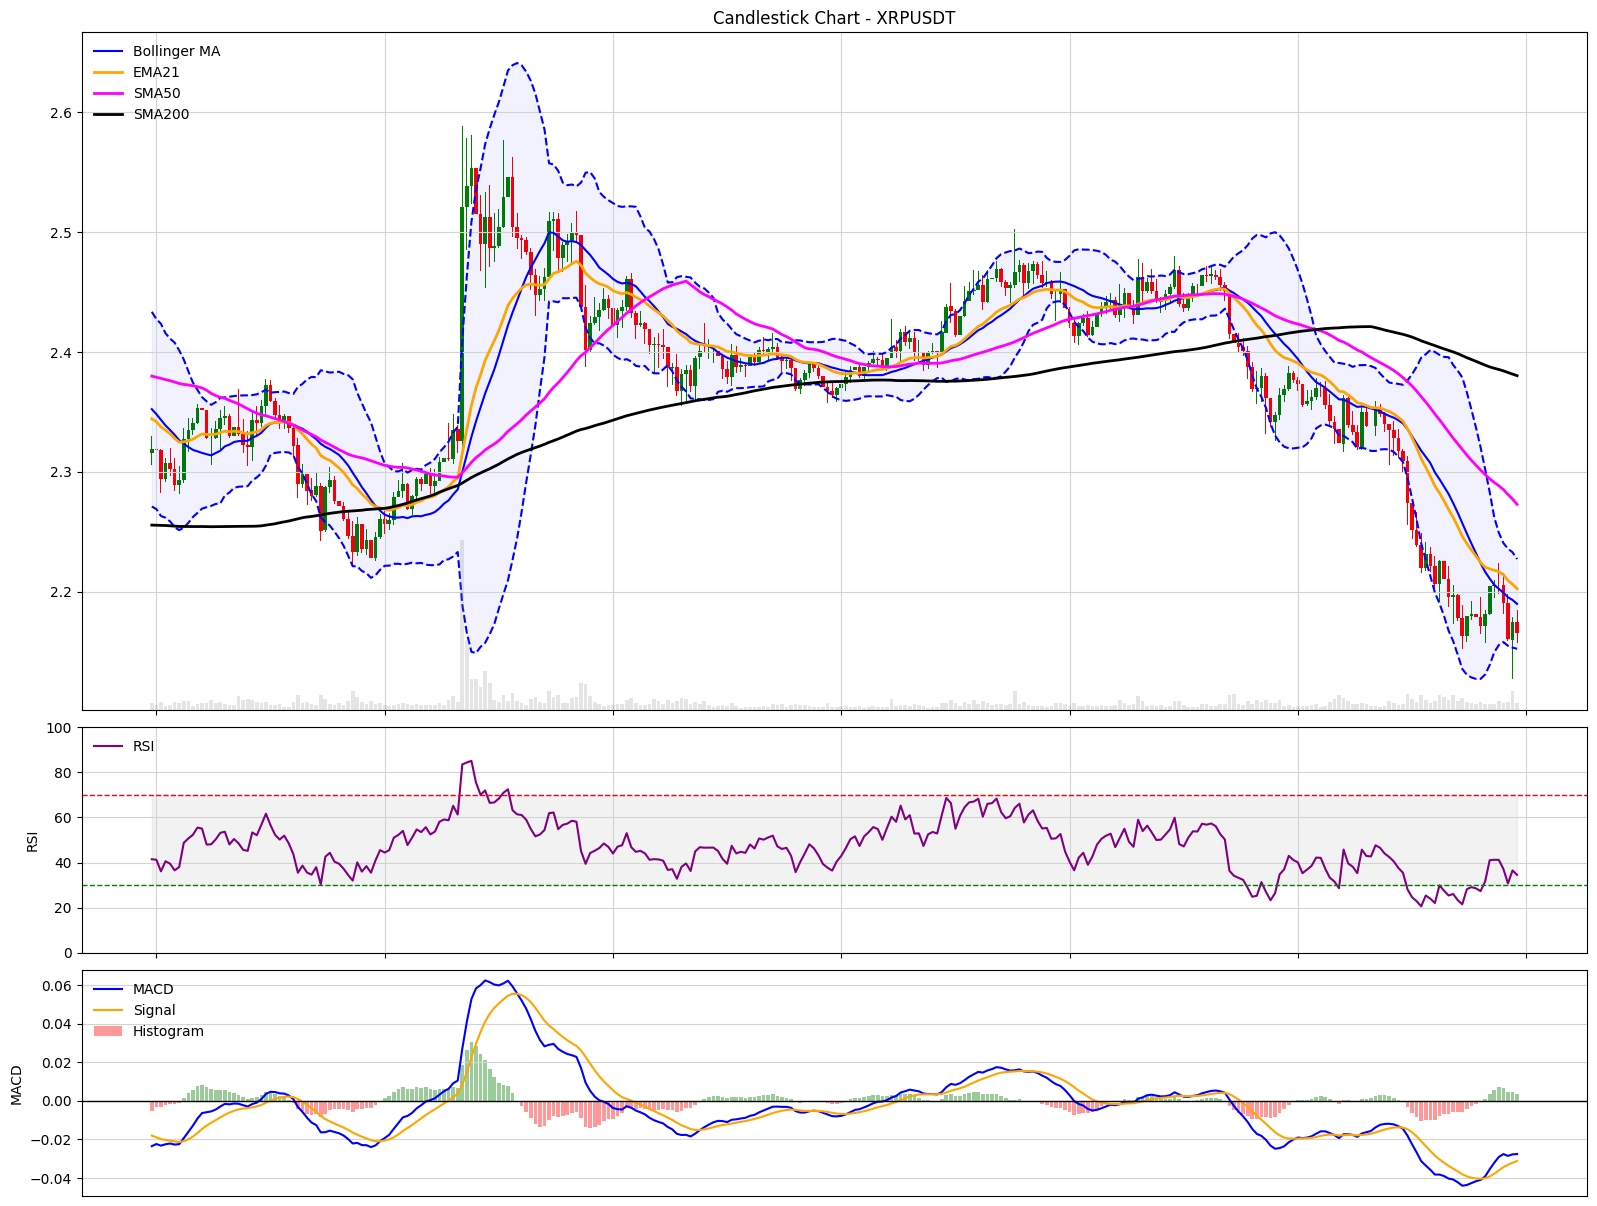 Candlestick Chart - XRPUSDT
Bollinger MA
EMA21
SMA50
SMA200
2.6
2.5
2.4
2.3
2.2
RSI
RSI
100
80
60
40
20
0
MACD
Signal
Histogram
MACD
0.06
0.04
0.02
0.00
−0.02
−0.04